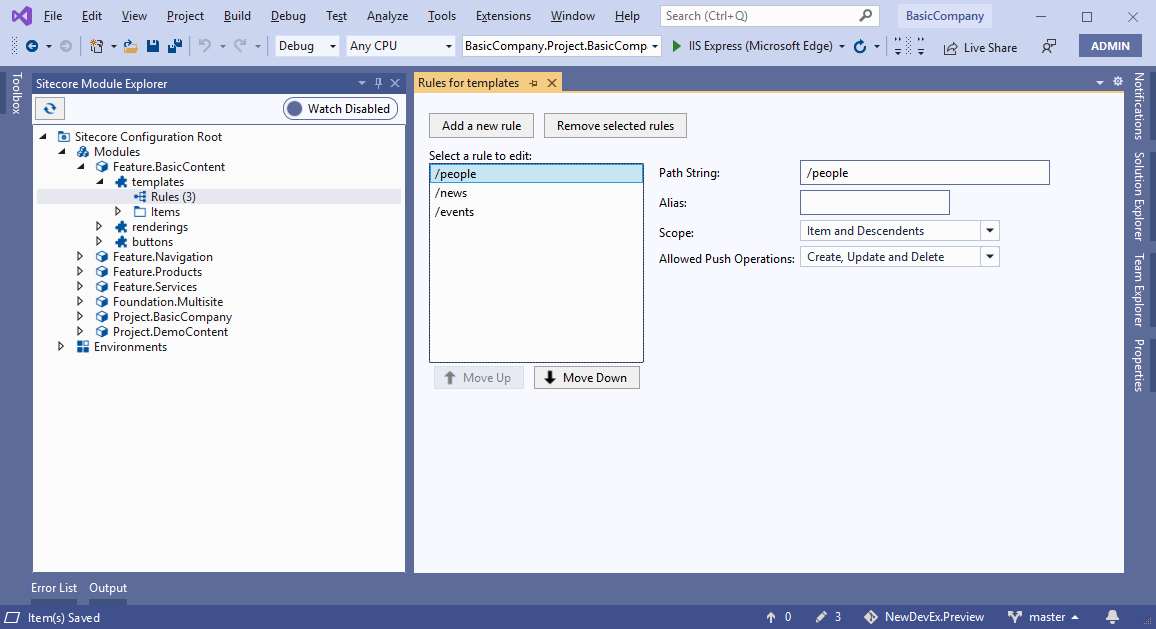 File Edit View Project Build Debug Test Analyze Tools Extensions Window Help Search (Ctrl+Q) BasicCompany
Debug Any CPU BasicCompany.Project.BasicComp IIS Express (Microsoft Edge) Live Share ADMIN
Toolbox
Sitecore Module Explorer
Watch Disabled
Sitecore Configuration Root
Modules
Feature.BasicContent
templates
Rules (3)
Items
renderings
buttons
Feature.Navigation
Feature.Products
Feature.Services
Foundation.Multisite
Project.BasicCompany
Project.DemoContent
Environments
Rules for templates
Add a new rule Remove selected rules
Select a rule to edit:
/people
/news
/events
Move Up Move Down
Path String: /people
Alias:
Scope: Item and Descendents
Allowed Push Operations: Create, Update and Delete
Notifications
Solution Explorer
Team Explorer
Properties
Error List Output
Item(s) Saved 0 3 NewDevEx.Preview master